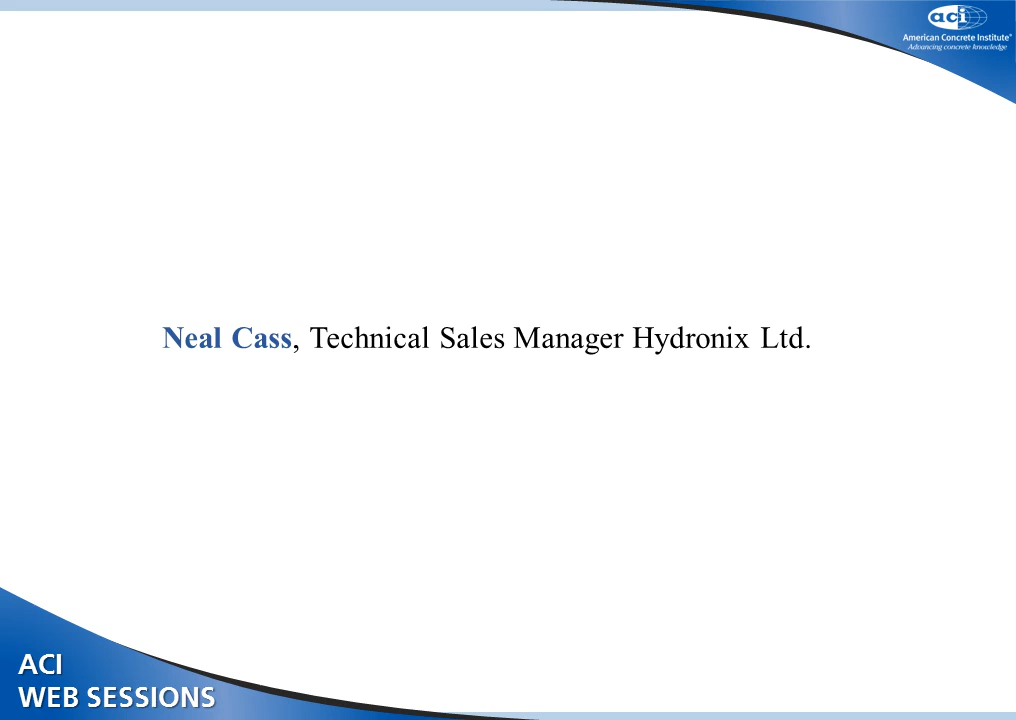 aci
American Concrete Institute®
Advancing concrete knowledge
Neal Cass, Technical Sales Manager Hydronix Ltd.
ACI
WEB SESSIONS